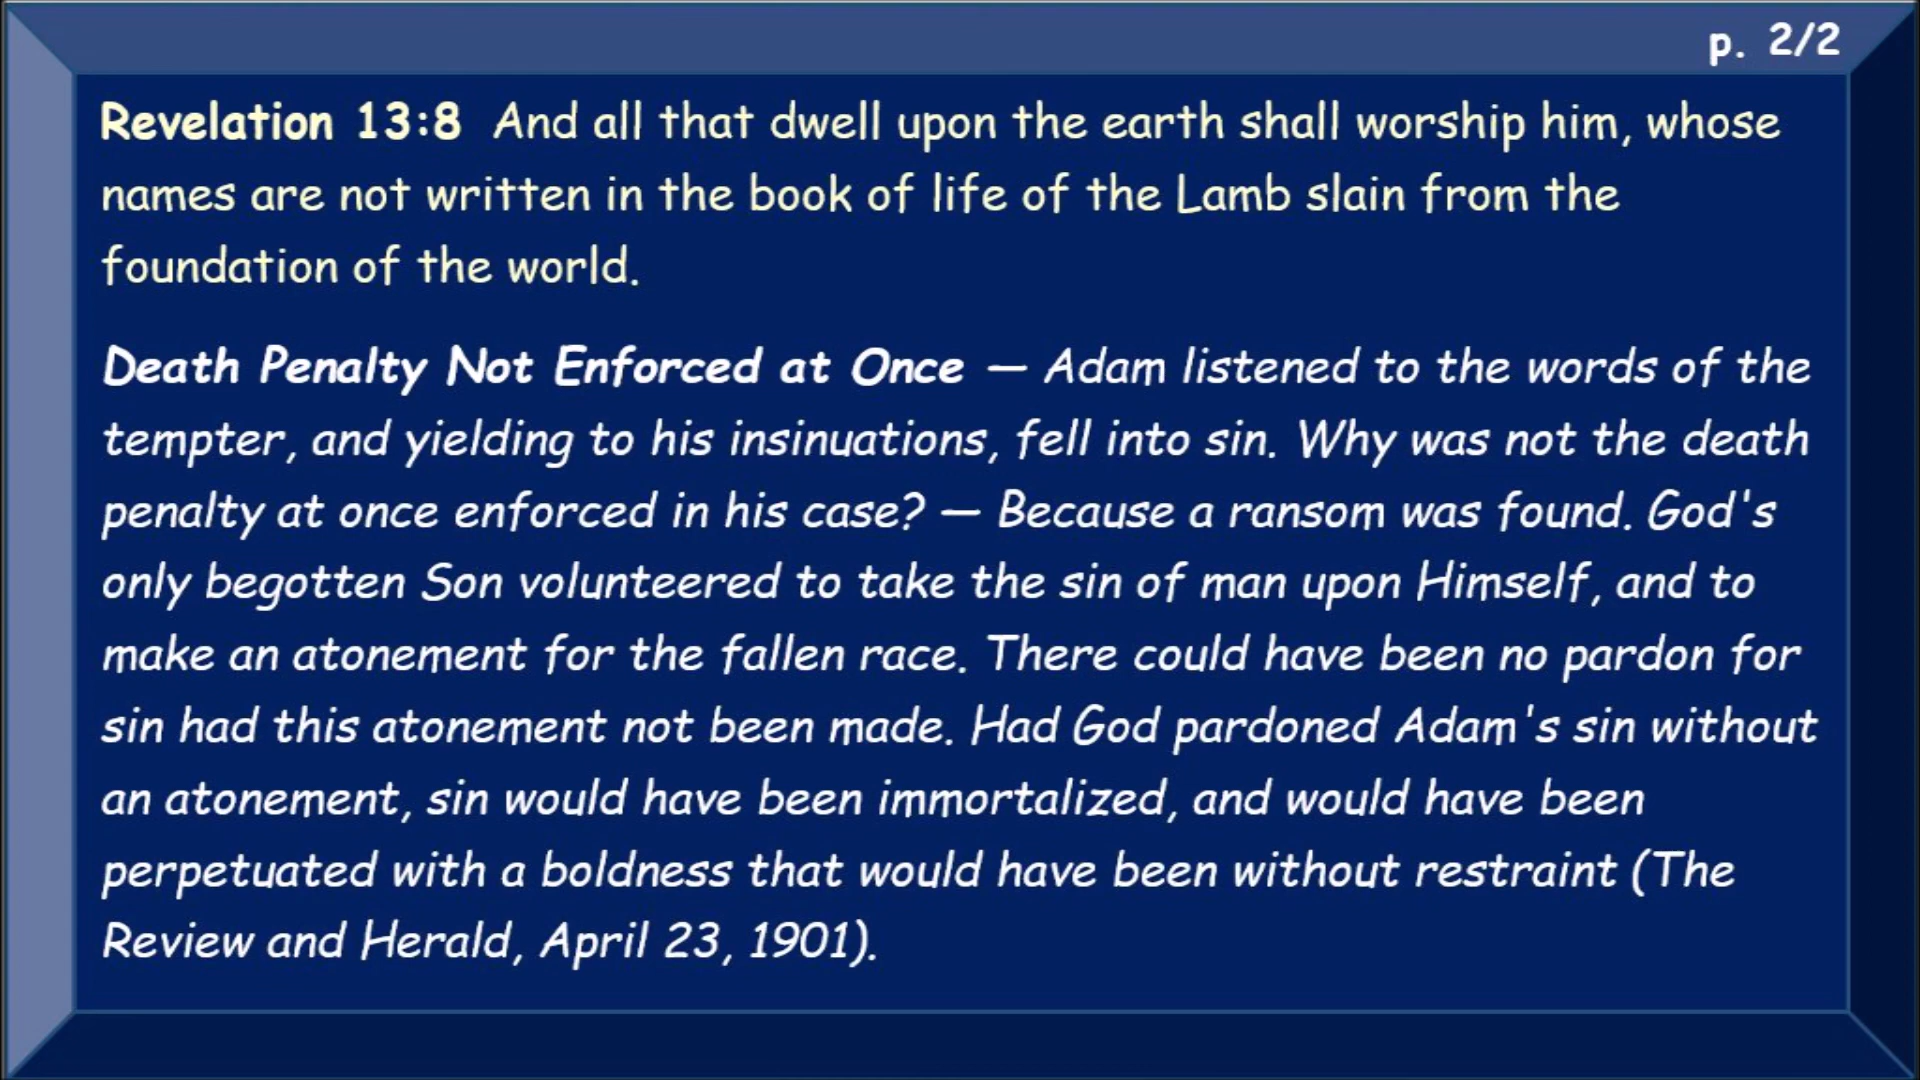 p. 2/2
Revelation 13:8 And all that dwell upon the earth shall worship him, whose
names are not written in the book of life of the Lamb slain from the
foundation of the world.
Death Penalty Not Enforced at Once — Adam listened to the words of the
tempter, and yielding to his insinuations, fell into sin. Why was not the death
penalty at once enforced in his case? — Because a ransom was found. God's
only begotten Son volunteered to take the sin of man upon Himself, and to
make an atonement for the fallen race. There could have been no pardon for
sin had this atonement not been made. Had God pardoned Adam's sin without
an atonement, sin would have been immortalized, and would have been
perpetuated with a boldness that would have been without restraint (The
Review and Herald, April 23, 1901).